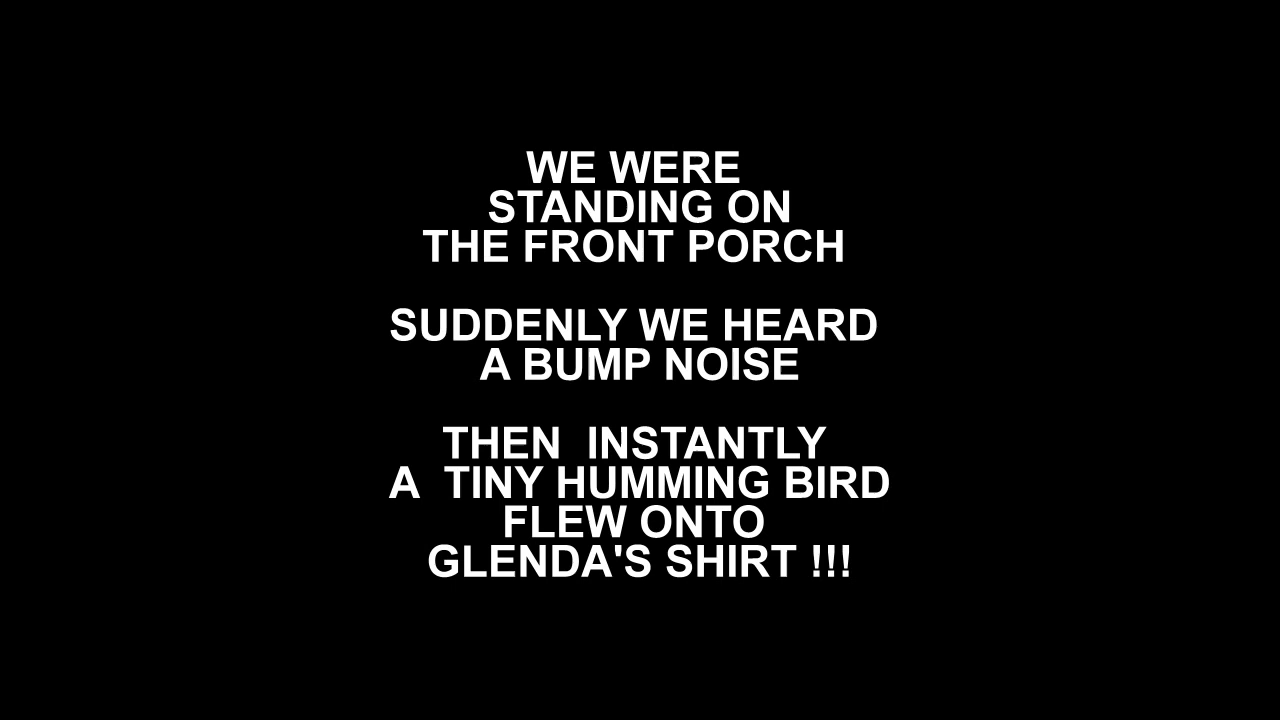 WE WERE
STANDING ON
THE FRONT PORCH
SUDDENLY WE HEARD
A BUMP NOISE
THEN  INSTANTLY
A  TINY HUMMING BIRD
FLEW ONTO
GLENDA'S SHIRT !!!